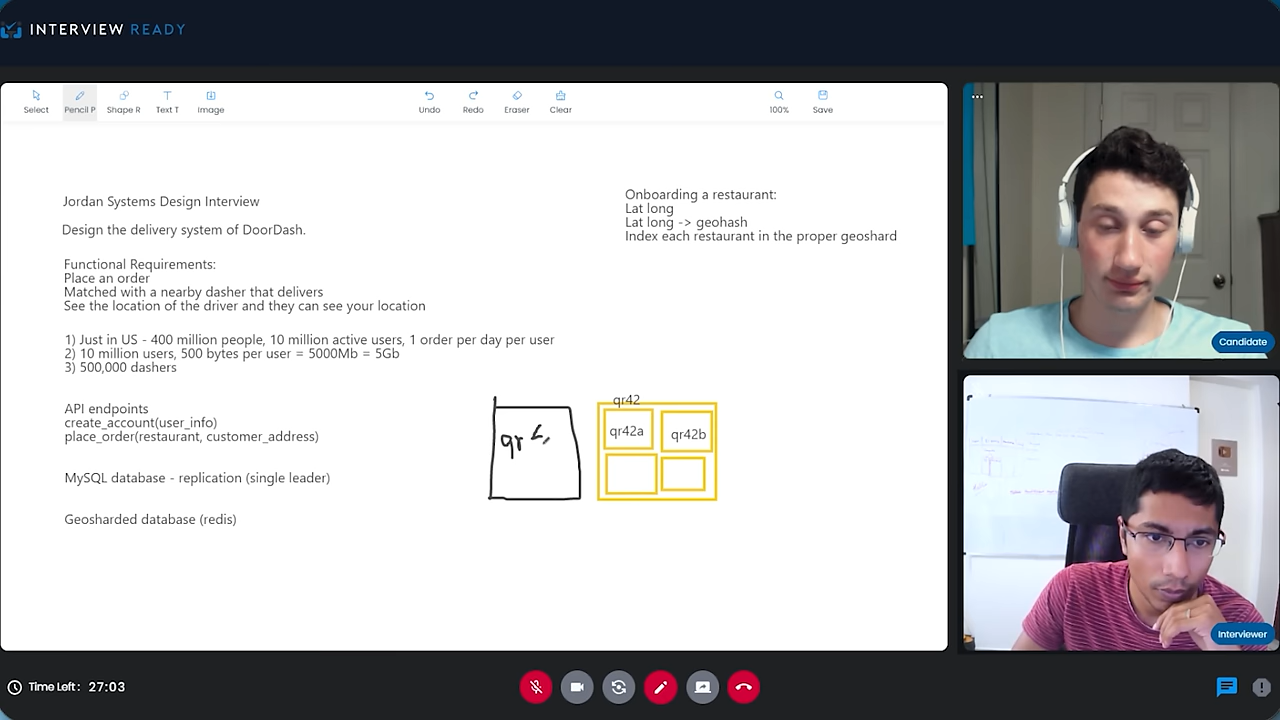 INTERVIEW READY
Select
Pencil P
Shape R
Text T
Image
Undo
Redo
Eraser
Clear
100%
Save
Jordan Systems Design Interview
Design the delivery system of DoorDash.
Functional Requirements:
Place an order
Matched with a nearby dasher that delivers
See the location of the driver and they can see your location
1) Just in US - 400 million people, 10 million active users, 1 order per day per user
2) 10 million users, 500 bytes per user = 5000Mb = 5Gb
3) 500,000 dashers
API endpoints
create_account(user_info)
place_order(restaurant, customer_address)
MySQL database - replication (single leader)
Geosharded database (redis)
Onboarding a restaurant:
Lat long
Lat long -> geohash
Index each restaurant in the proper geoshard
qr42
qr42a
qr42b
Candidate
Interviewer
Time Left : 27:03